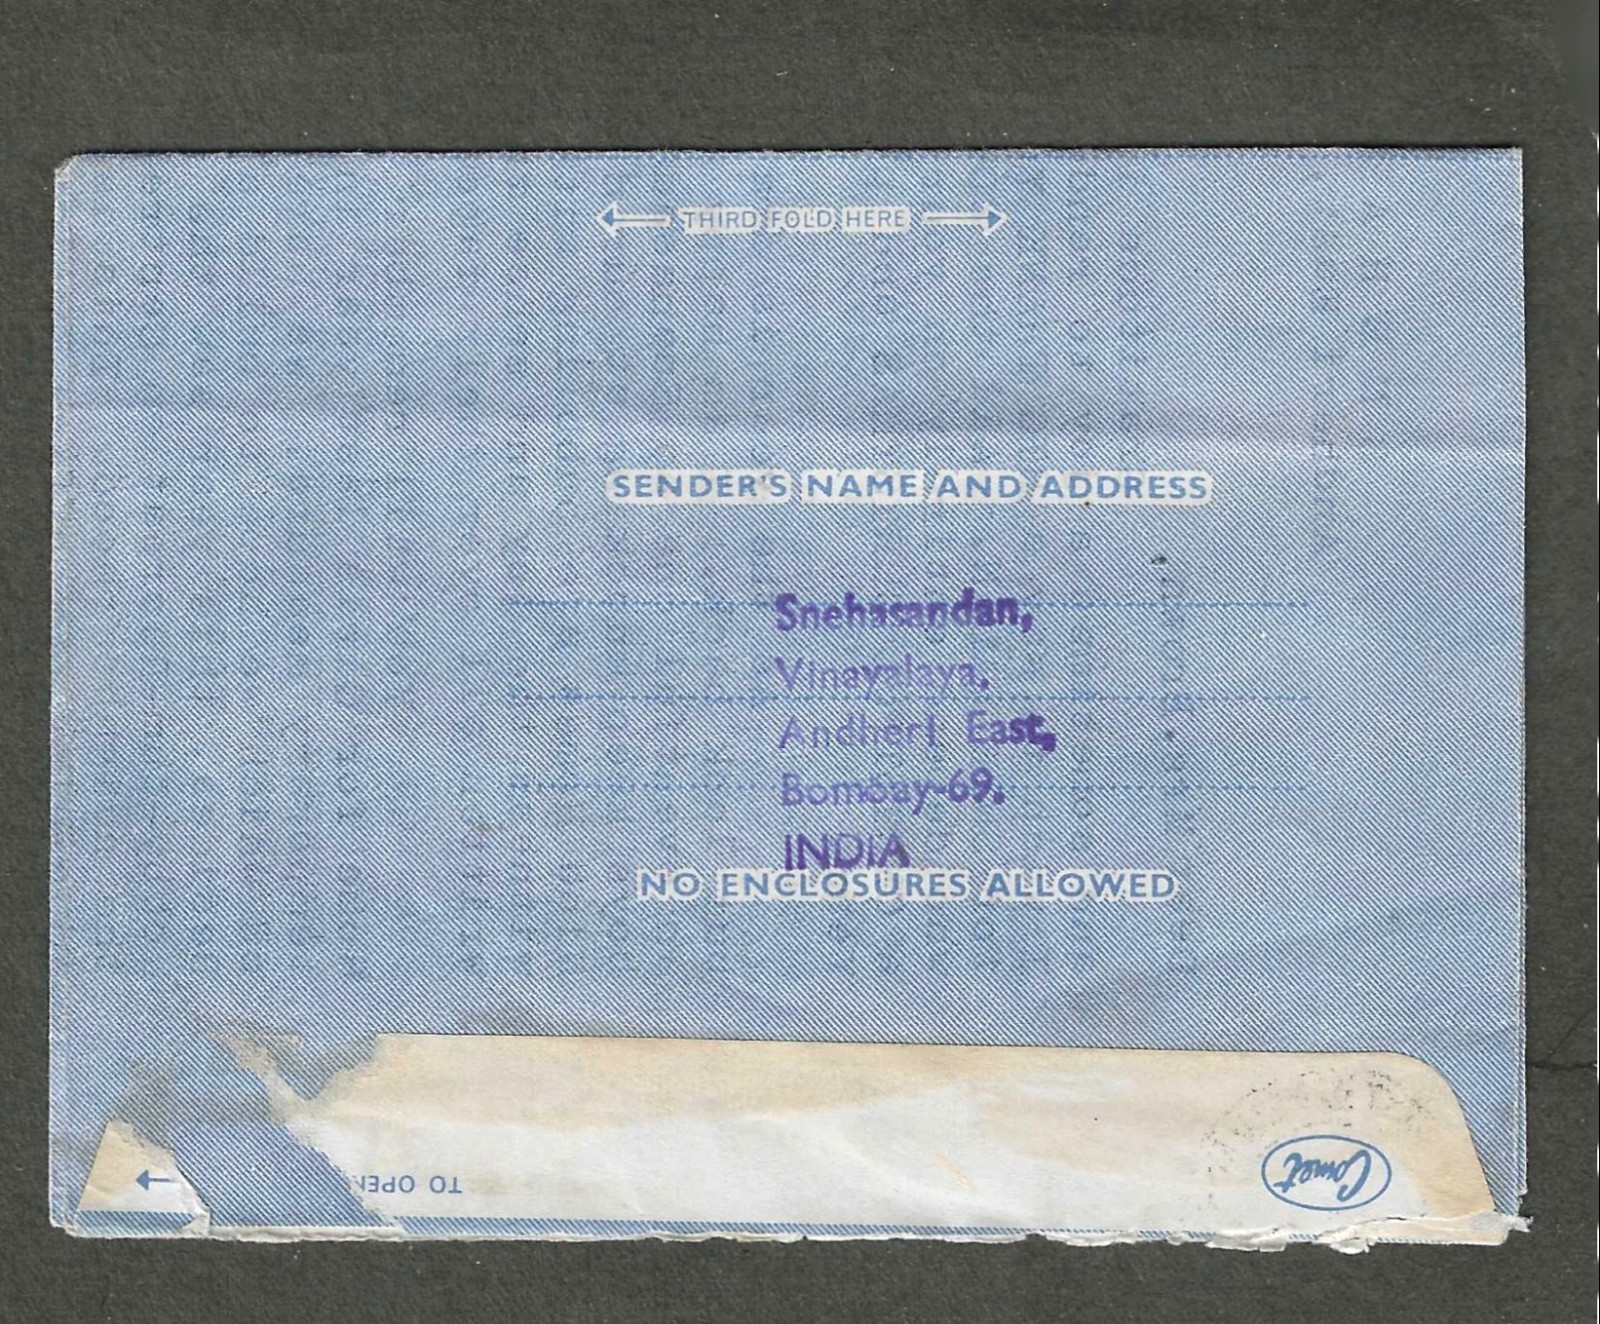 THIRD FOLD HERE
SENDER'S NAME AND ADDRESS
Snehasandan,
Vinayalaya,
Andheri East,
Bombay-69.
INDIA
NO ENCLOSURES ALLOWED
TO OPEN
Comet